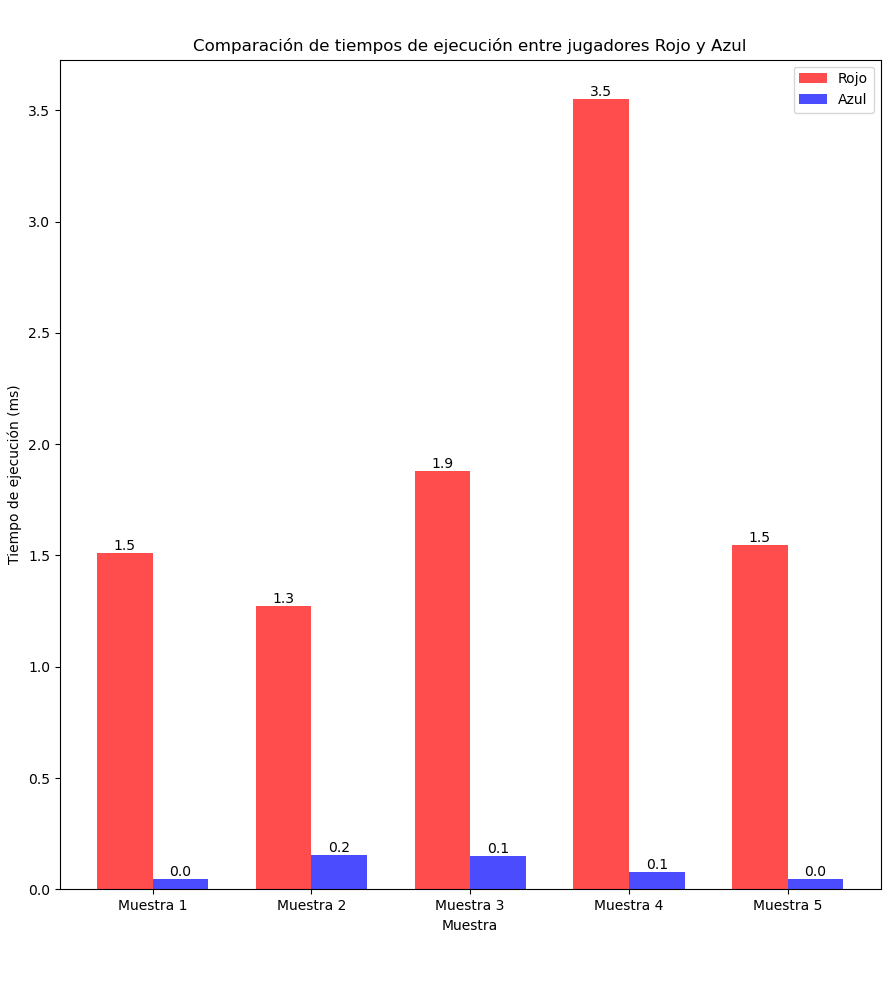 Comparación de tiempos de ejecución entre jugadores Rojo y Azul
Rojo
Azul
Tiempo de ejecución (ms)
3.5
3.0
2.5
2.0
1.5
1.0
0.5
0.0
1.5
0.0
1.3
0.2
1.9
0.1
3.5
0.1
1.5
0.0
Muestra 1
Muestra 2
Muestra 3
Muestra 4
Muestra 5
Muestra